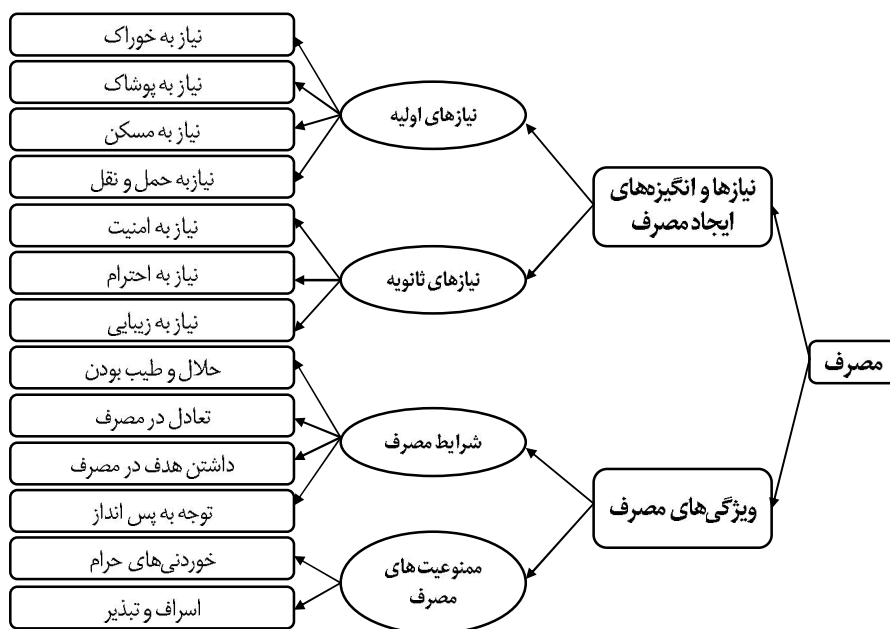 مصرف
نیازها و انگیزه‌های
ایجاد مصرف
نیازهای اولیه
نیاز به خوراک
نیاز به پوشاک
نیاز به مسکن
نیازبه حمل و نقل
نیازهای ثانویه
نیاز به امنیت
نیاز به احترام
نیاز به زیبایی
ویژگی‌های مصرف
شرایط مصرف
حلال و طیب بودن
تعادل در مصرف
داشتن هدف در مصرف
توجه به پس انداز
ممنوعیت‌های
مصرف
خوردنی‌های حرام
اسراف و تبذیر